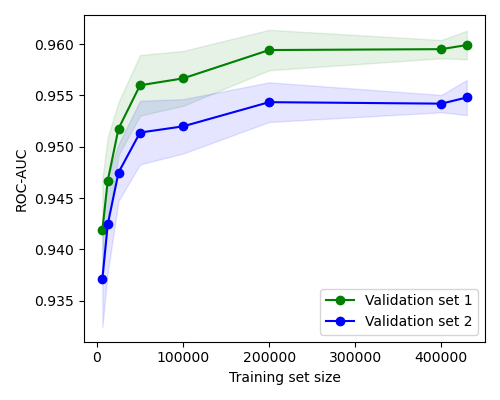 0.960
0.955
0.950
0.945
0.940
0.935
ROC-AUC
Validation set 1
Validation set 2
0
100000
200000
300000
400000
Training set size